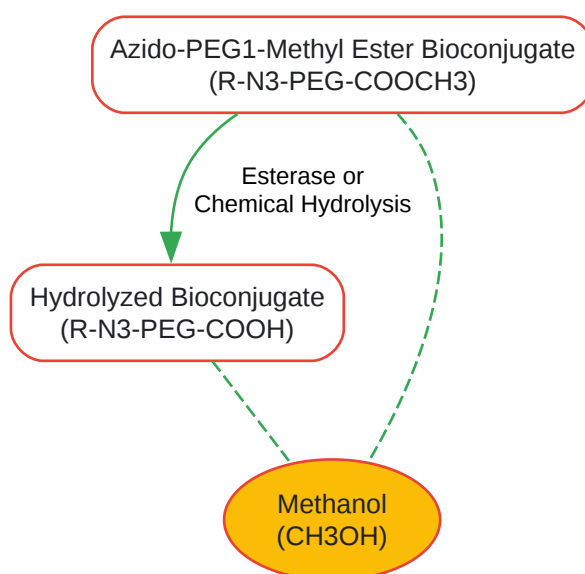 Azido-PEG1-Methyl Ester Bioconjugate
(R-N3-PEG-COOCH3)
Esterase or
Chemical Hydrolysis
Hydrolyzed Bioconjugate
(R-N3-PEG-COOH)
Methanol
(CH3OH)